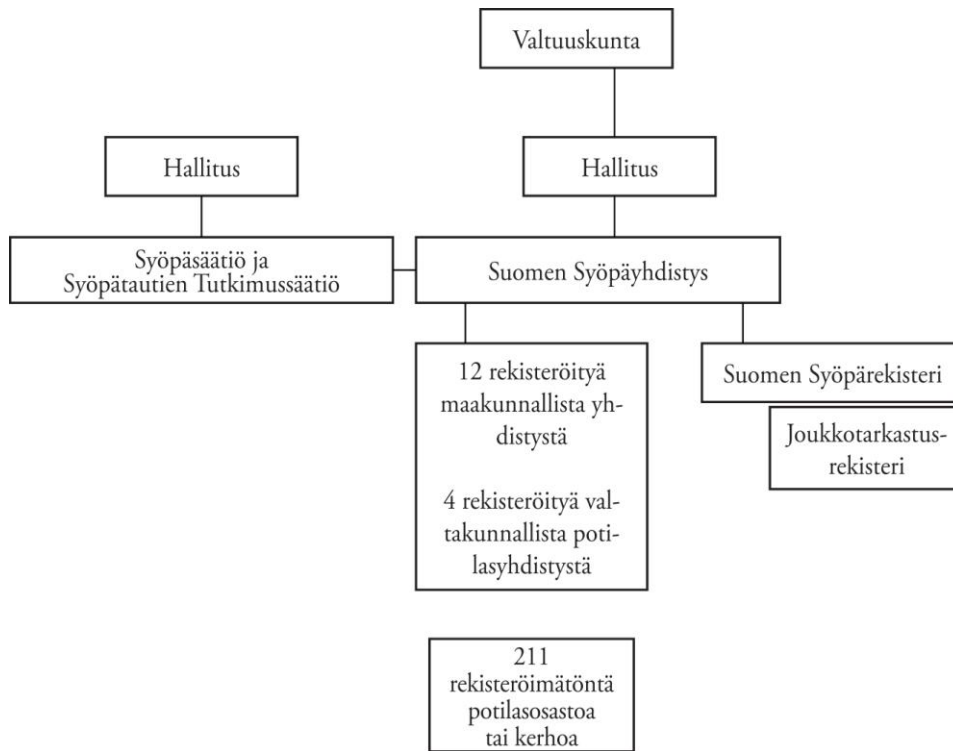 Valtuuskunta
Hallitus
Hallitus
Syöpäsäätiö ja
Syöpätautien Tutkimussäätiö
Suomen Syöpäyhdistys
12 rekisteröityä
maakunnallista yh-
distystä
4 rekisteröityä val-
takunnallista poti-
lasyhdistystä
Suomen Syöpärekisteri
Joukkotarkastus-
rekisteri
211
rekisteröimätöntä
potilasosastoa
tai kerhoa